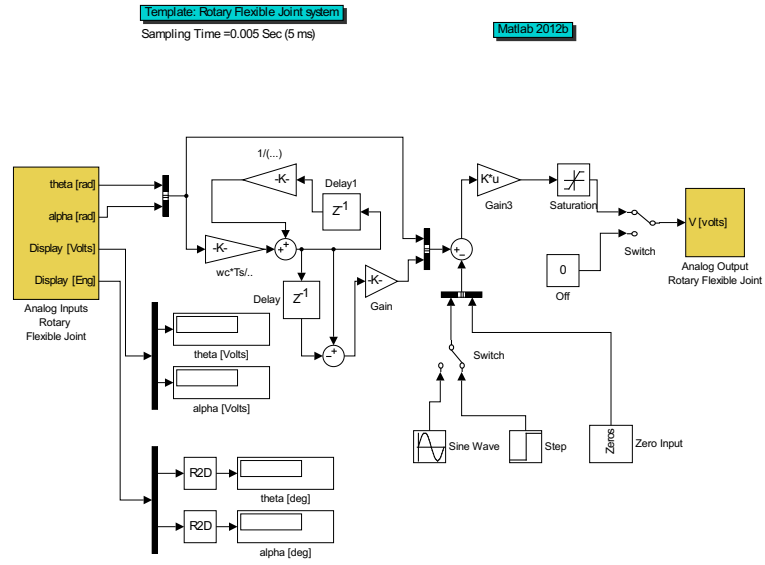 Template: Rotary Flexible Joint system
Sampling Time =0.005 Sec (5 ms)
Matlab 2012b
theta [rad]
alpha [rad]
Display [Volts]
Display [Eng]
Analog Inputs
Rotary
Flexible Joint
1/(...)
-K-
Delay1
Z-1
-K-
wc*Ts/..
Delay
Z-1
-K-
Gain
K*u
Gain3
Saturation
Switch
0
Off
V [volts]
Analog Output
Rotary Flexible Joint
theta [Volts]
alpha [Volts]
Switch
Sine Wave
Step
Zeros
Zero Input
R2D
theta [deg]
R2D
alpha [deg]